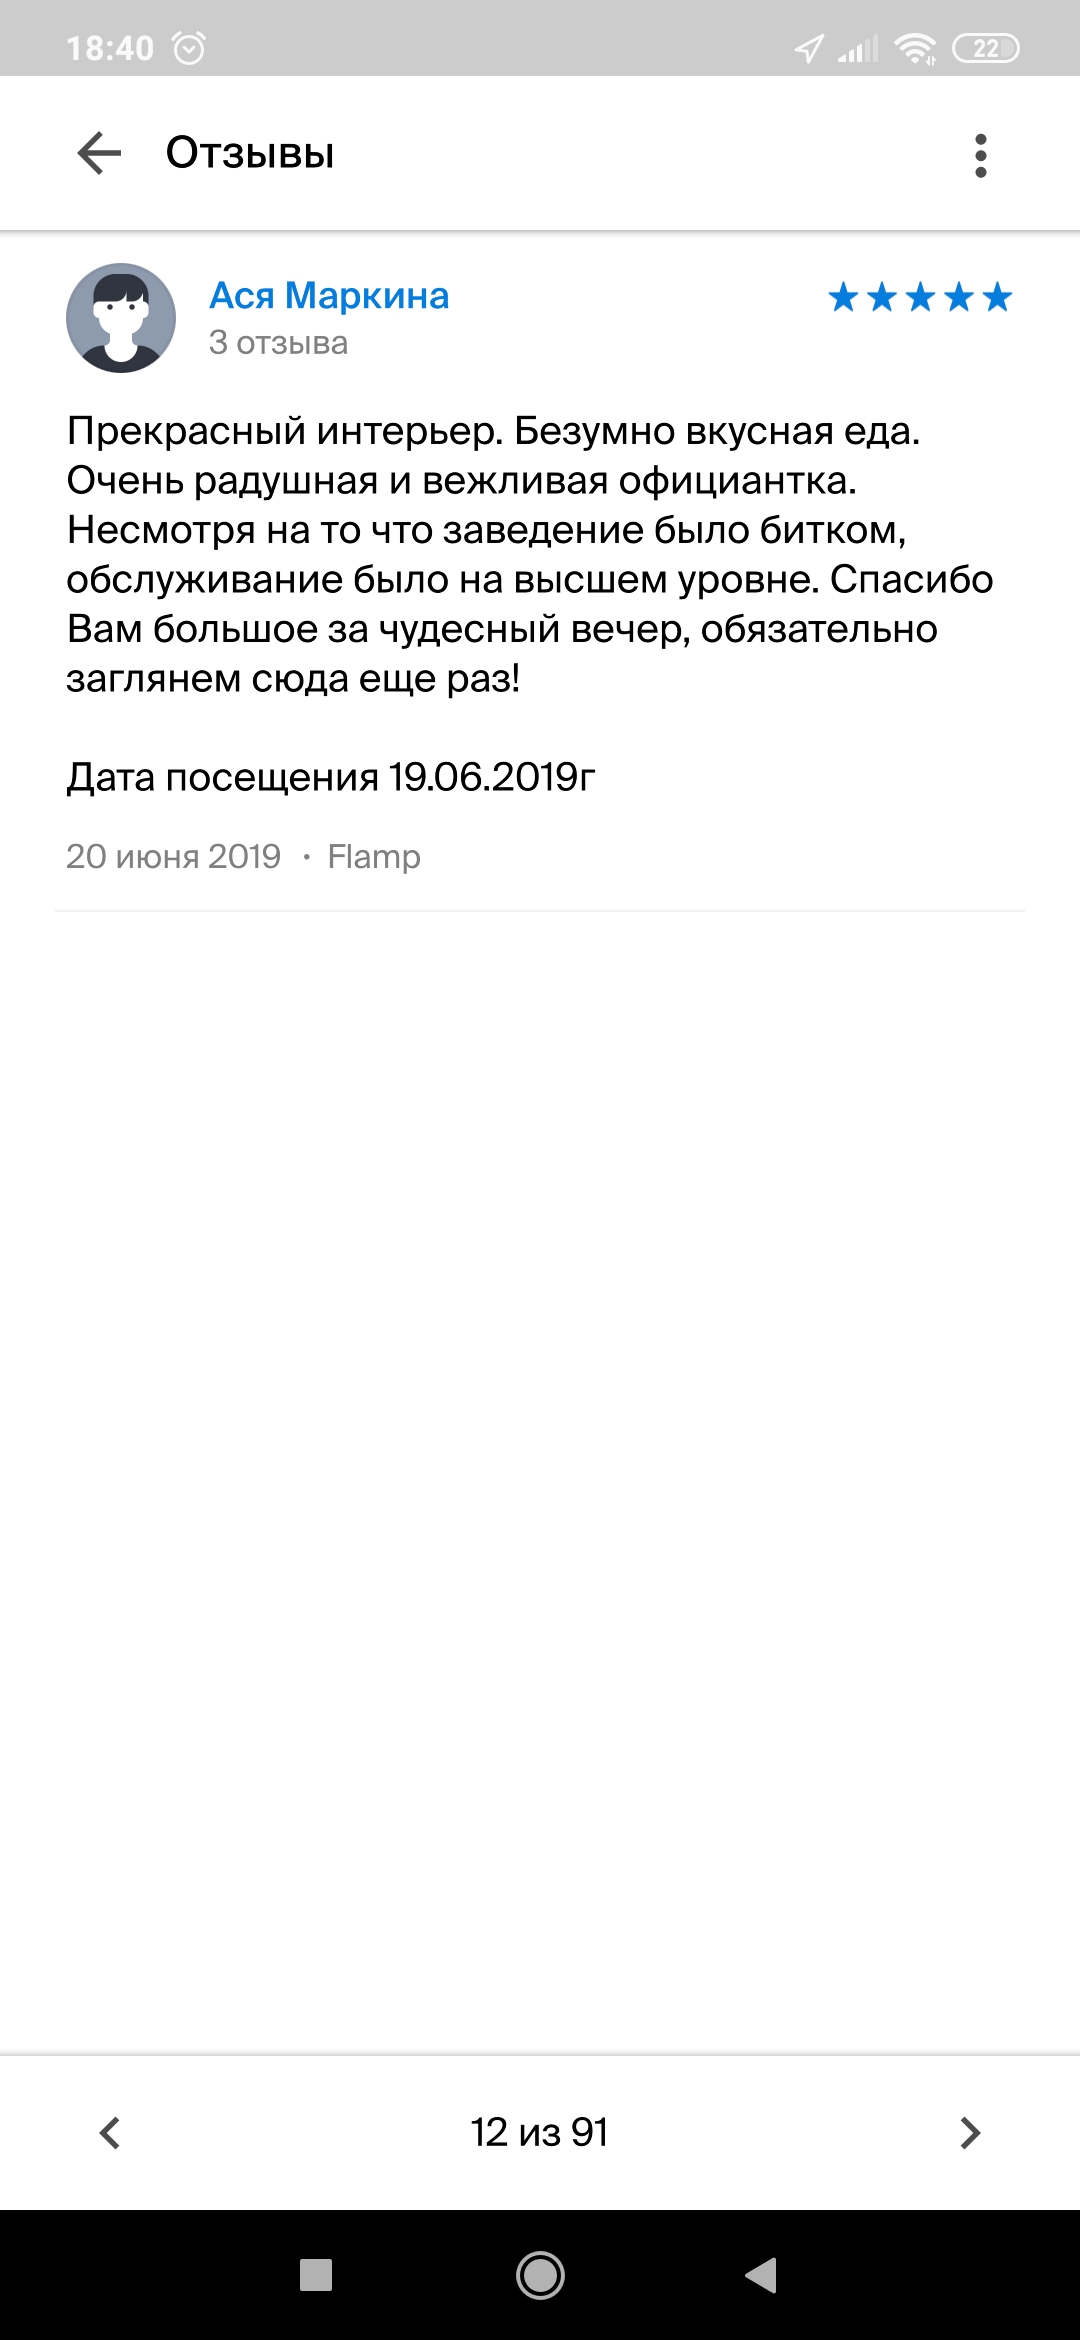 18:40
22
Отзывы
Ася Маркина
3 отзыва
Прекрасный интерьер. Безумно вкусная еда.
Очень радушная и вежливая официантка.
Несмотря на то что заведение было битком,
обслуживание было на высшем уровне. Спасибо
Вам большое за чудесный вечер, обязательно
заглянем сюда еще раз!
Дата посещения 19.06.2019г
20 июня 2019 • Flamp
12 из 91